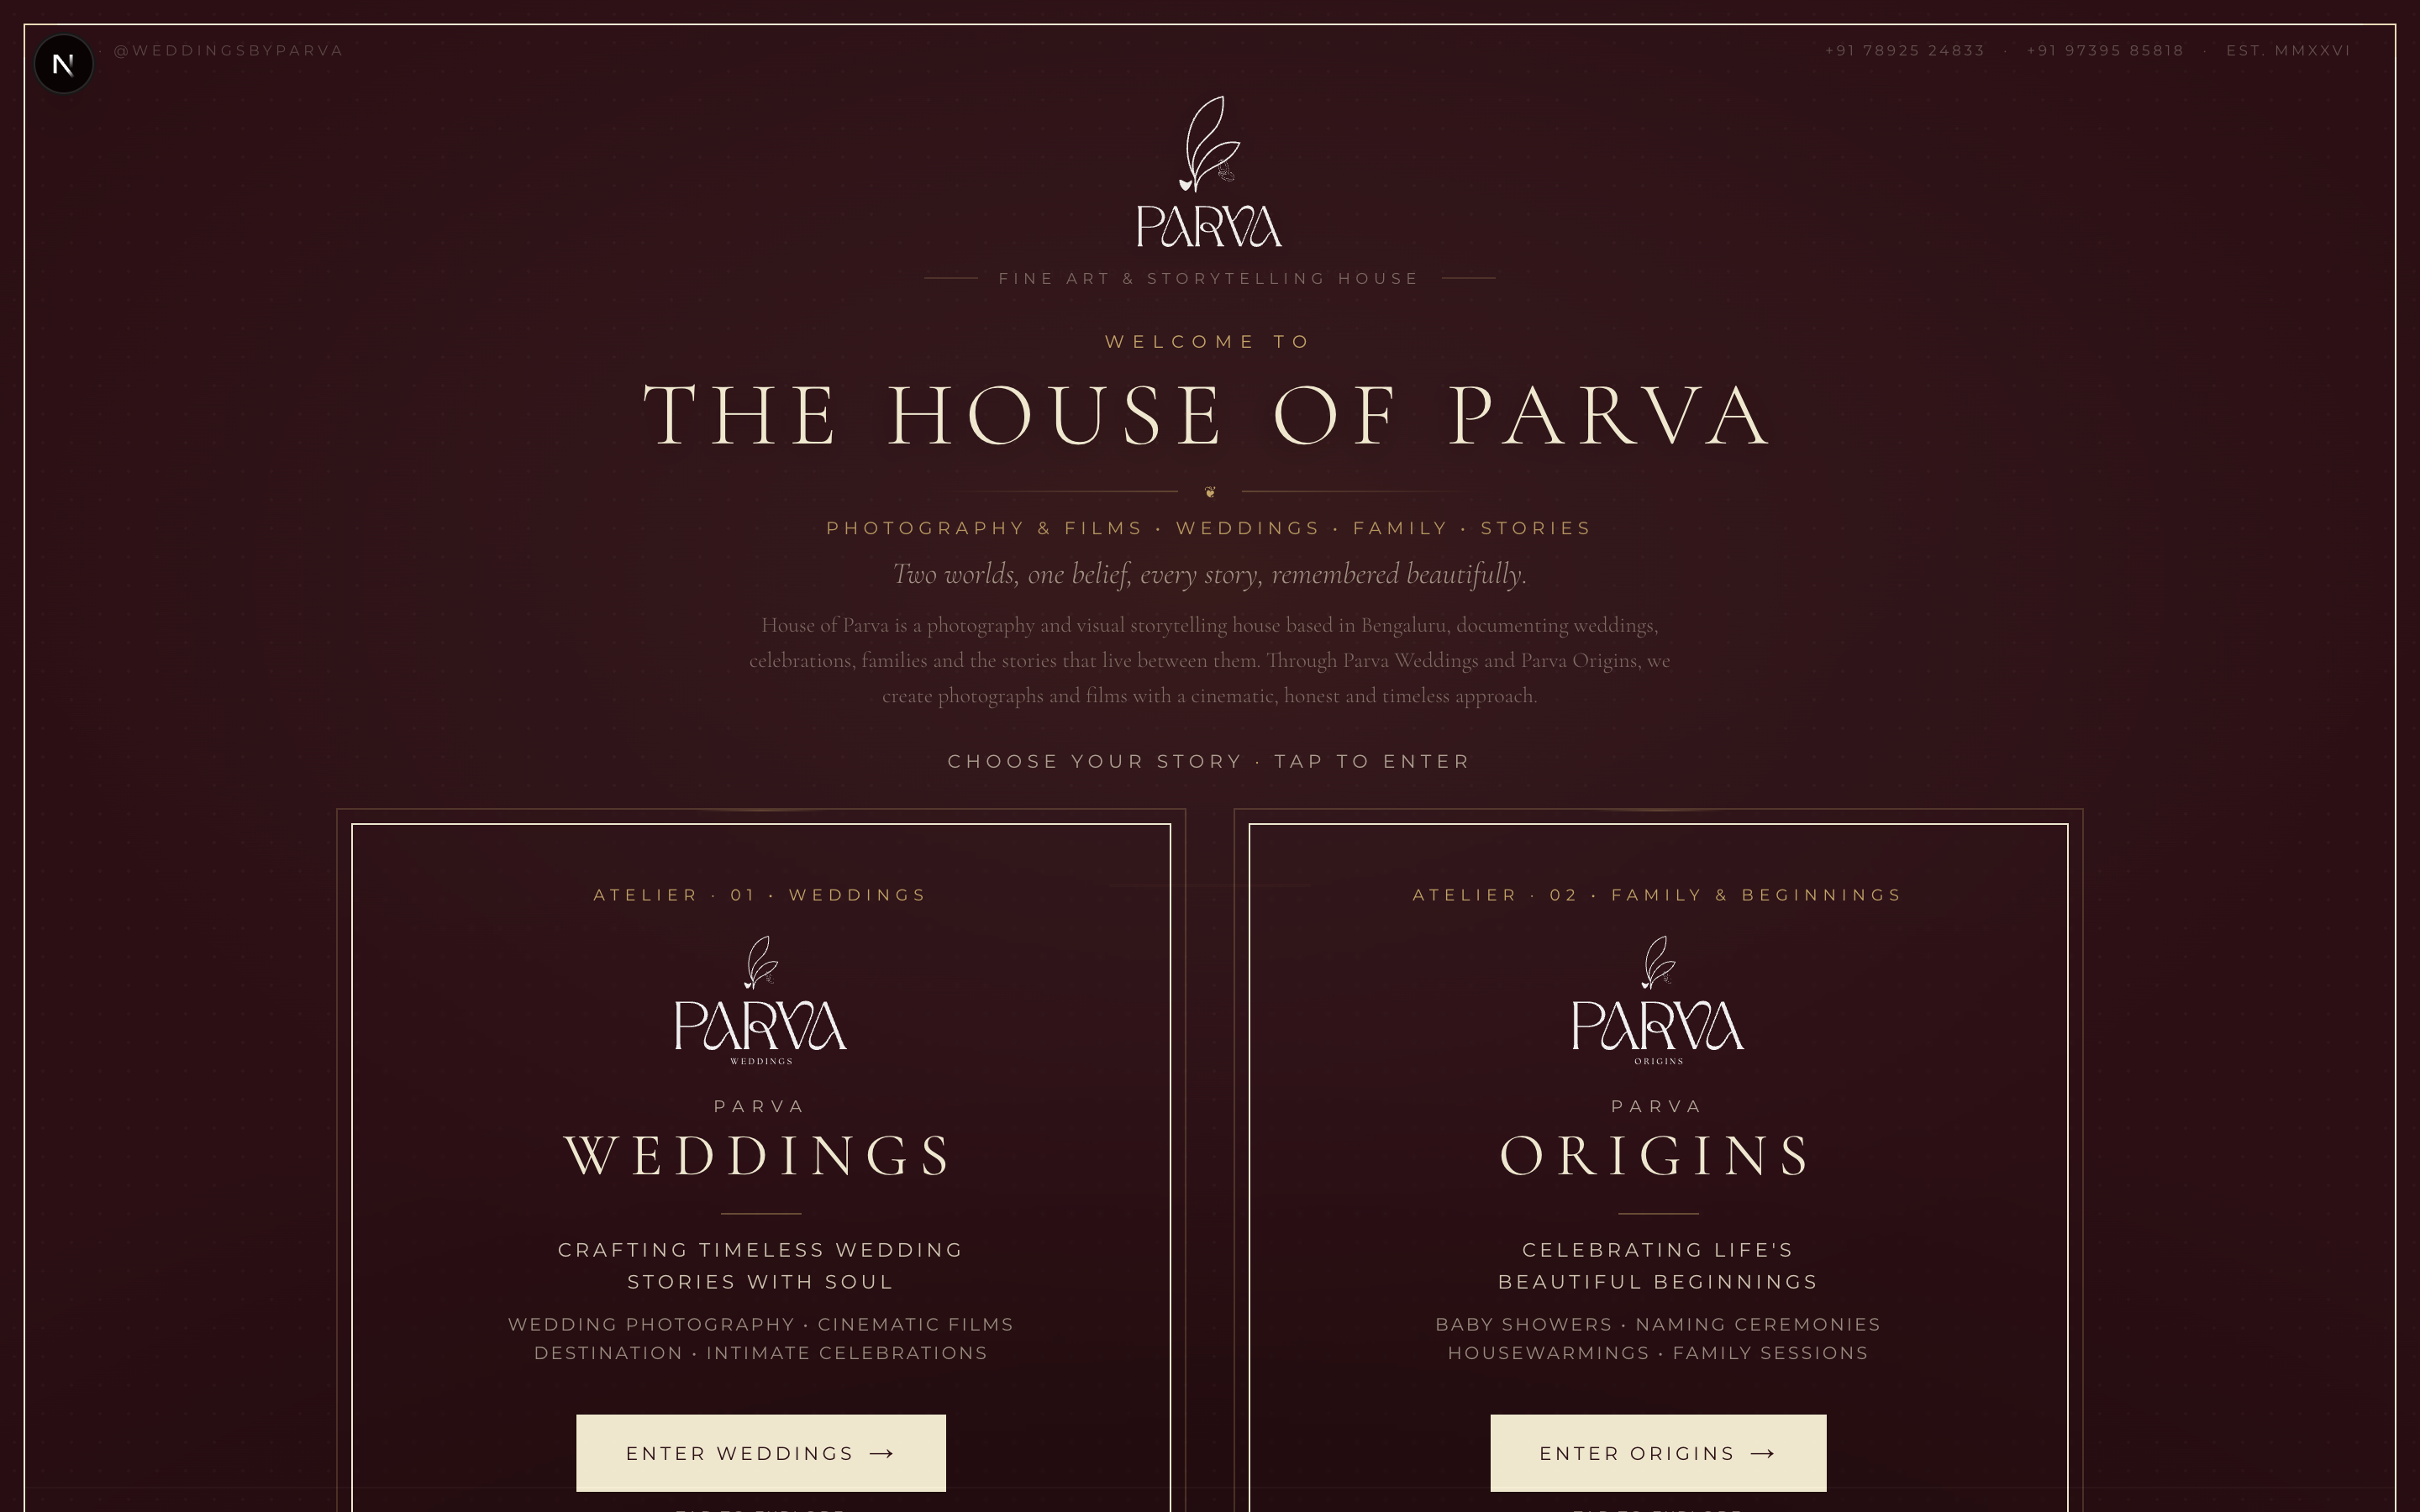 N
· @WEDDINGSBYPARVA
+91 78925 24833 · +91 97395 85818 · EST. MMXXVI
PARVA
FINE ART & STORYTELLING HOUSE
WELCOME TO
THE HOUSE OF PARVA
PHOTOGRAPHY & FILMS • WEDDINGS • FAMILY • STORIES
Two worlds, one belief, every story, remembered beautifully.
House of Parva is a photography and visual storytelling house based in Bengaluru, documenting weddings,
celebrations, families and the stories that live between them. Through Parva Weddings and Parva Origins, we
create photographs and films with a cinematic, honest and timeless approach.
CHOOSE YOUR STORY · TAP TO ENTER
ATELIER · 01 • WEDDINGS
PARVA
WEDDINGS
PARVA
WEDDINGS
CRAFTING TIMELESS WEDDING
STORIES WITH SOUL
WEDDING PHOTOGRAPHY • CINEMATIC FILMS
DESTINATION • INTIMATE CELEBRATIONS
ENTER WEDDINGS →
ATELIER · 02 • FAMILY & BEGINNINGS
PARVA
ORIGINS
PARVA
ORIGINS
CELEBRATING LIFE'S
BEAUTIFUL BEGINNINGS
BABY SHOWERS • NAMING CEREMONIES
HOUSEWARMINGS • FAMILY SESSIONS
ENTER ORIGINS →